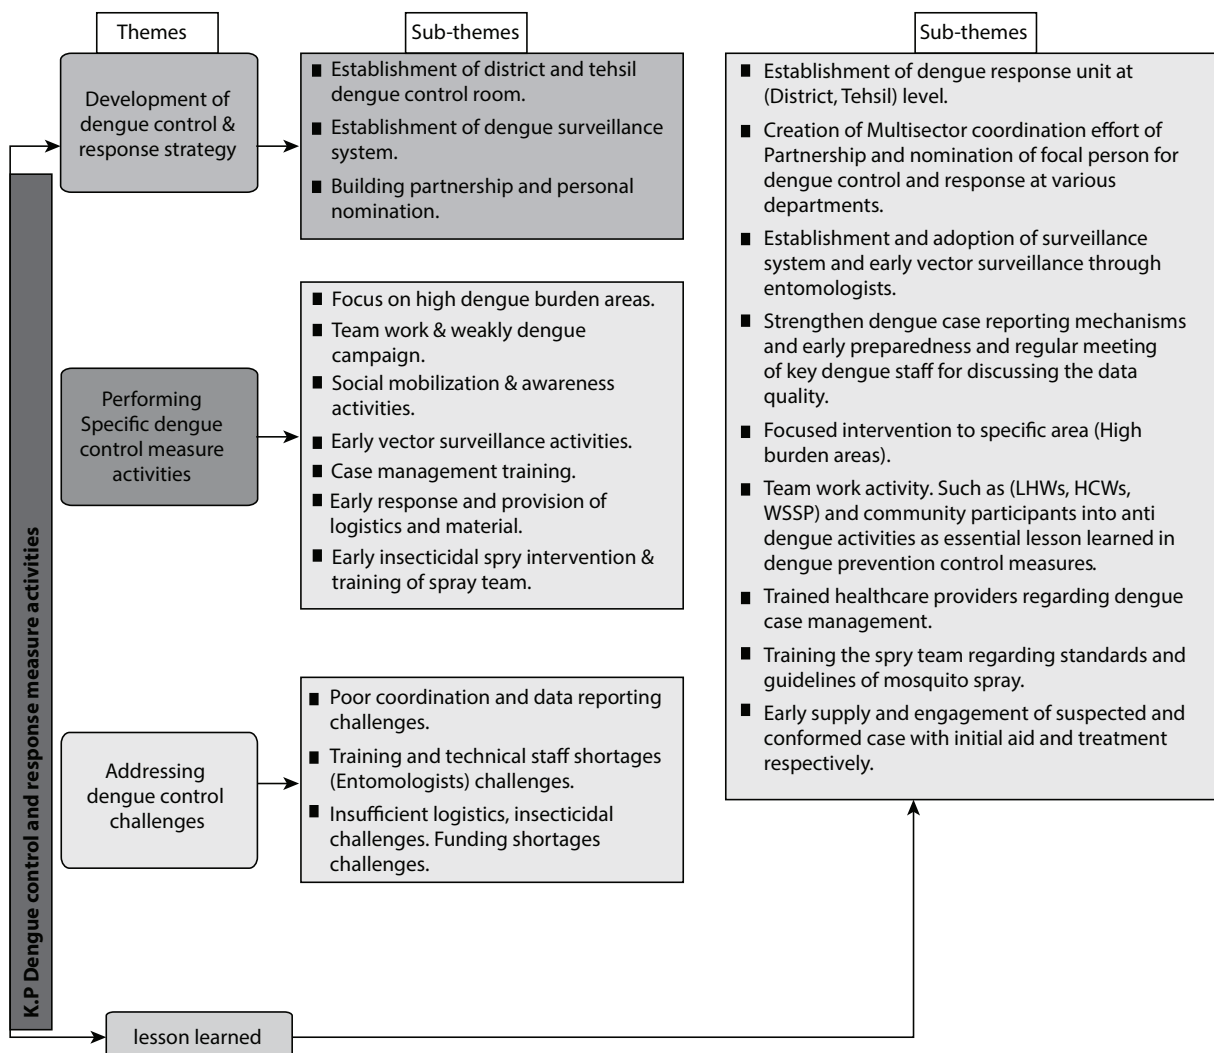 Themes
Sub-themes
Sub-themes
K.P Dengue control and response measure activities
Development of
dengue control &
response strategy
■ Establishment of district and tehsil
dengue control room.
■ Establishment of dengue surveillance
system.
■ Building partnership and personal
nomination.
Performing
Specific dengue
control measure
activities
■ Focus on high dengue burden areas.
■ Team work & weakly dengue
campaign.
■ Social mobilization & awareness
activities.
■ Early vector surveillance activities.
■ Case management training.
■ Early response and provision of
logistics and material.
■ Early insecticidal spry intervention &
training of spray team.
Addressing
dengue control
challenges
■ Poor coordination and data reporting
challenges.
■ Training and technical staff shortages
(Entomologists) challenges.
■ Insufficient logistics, insecticidal
challenges. Funding shortages
challenges.
lesson learned
■ Establishment of dengue response unit at
(District, Tehsil) level.
■ Creation of Multisector coordination effort of
Partnership and nomination of focal person for
dengue control and response at various
departments.
■ Establishment and adoption of surveillance
system and early vector surveillance through
entomologists.
■ Strengthen dengue case reporting mechanisms
and early preparedness and regular meeting
of key dengue staff for discussing the data
quality.
■ Focused intervention to specific area (High
burden areas).
■ Team work activity. Such as (LHWs, HCWs,
WSSP) and community participants into anti
dengue activities as essential lesson learned in
dengue prevention control measures.
■ Trained healthcare providers regarding dengue
case management.
■ Training the spry team regarding standards and
guidelines of mosquito spray.
■ Early supply and engagement of suspected and
conformed case with initial aid and treatment
respectively.